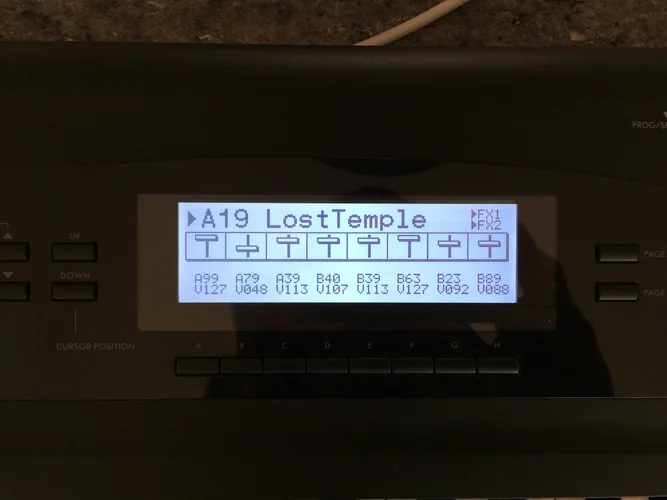 PROG/S
▶A19 LostTemple ▶FX1
▶FX2
A99 A79 A39 B40 B39 B63 B23 B89
V127 V048 V113 V107 V113 V127 V092 V088
UP
DOWN
CURSOR POSITION
A B C D E F G H
PAGE
PAGE